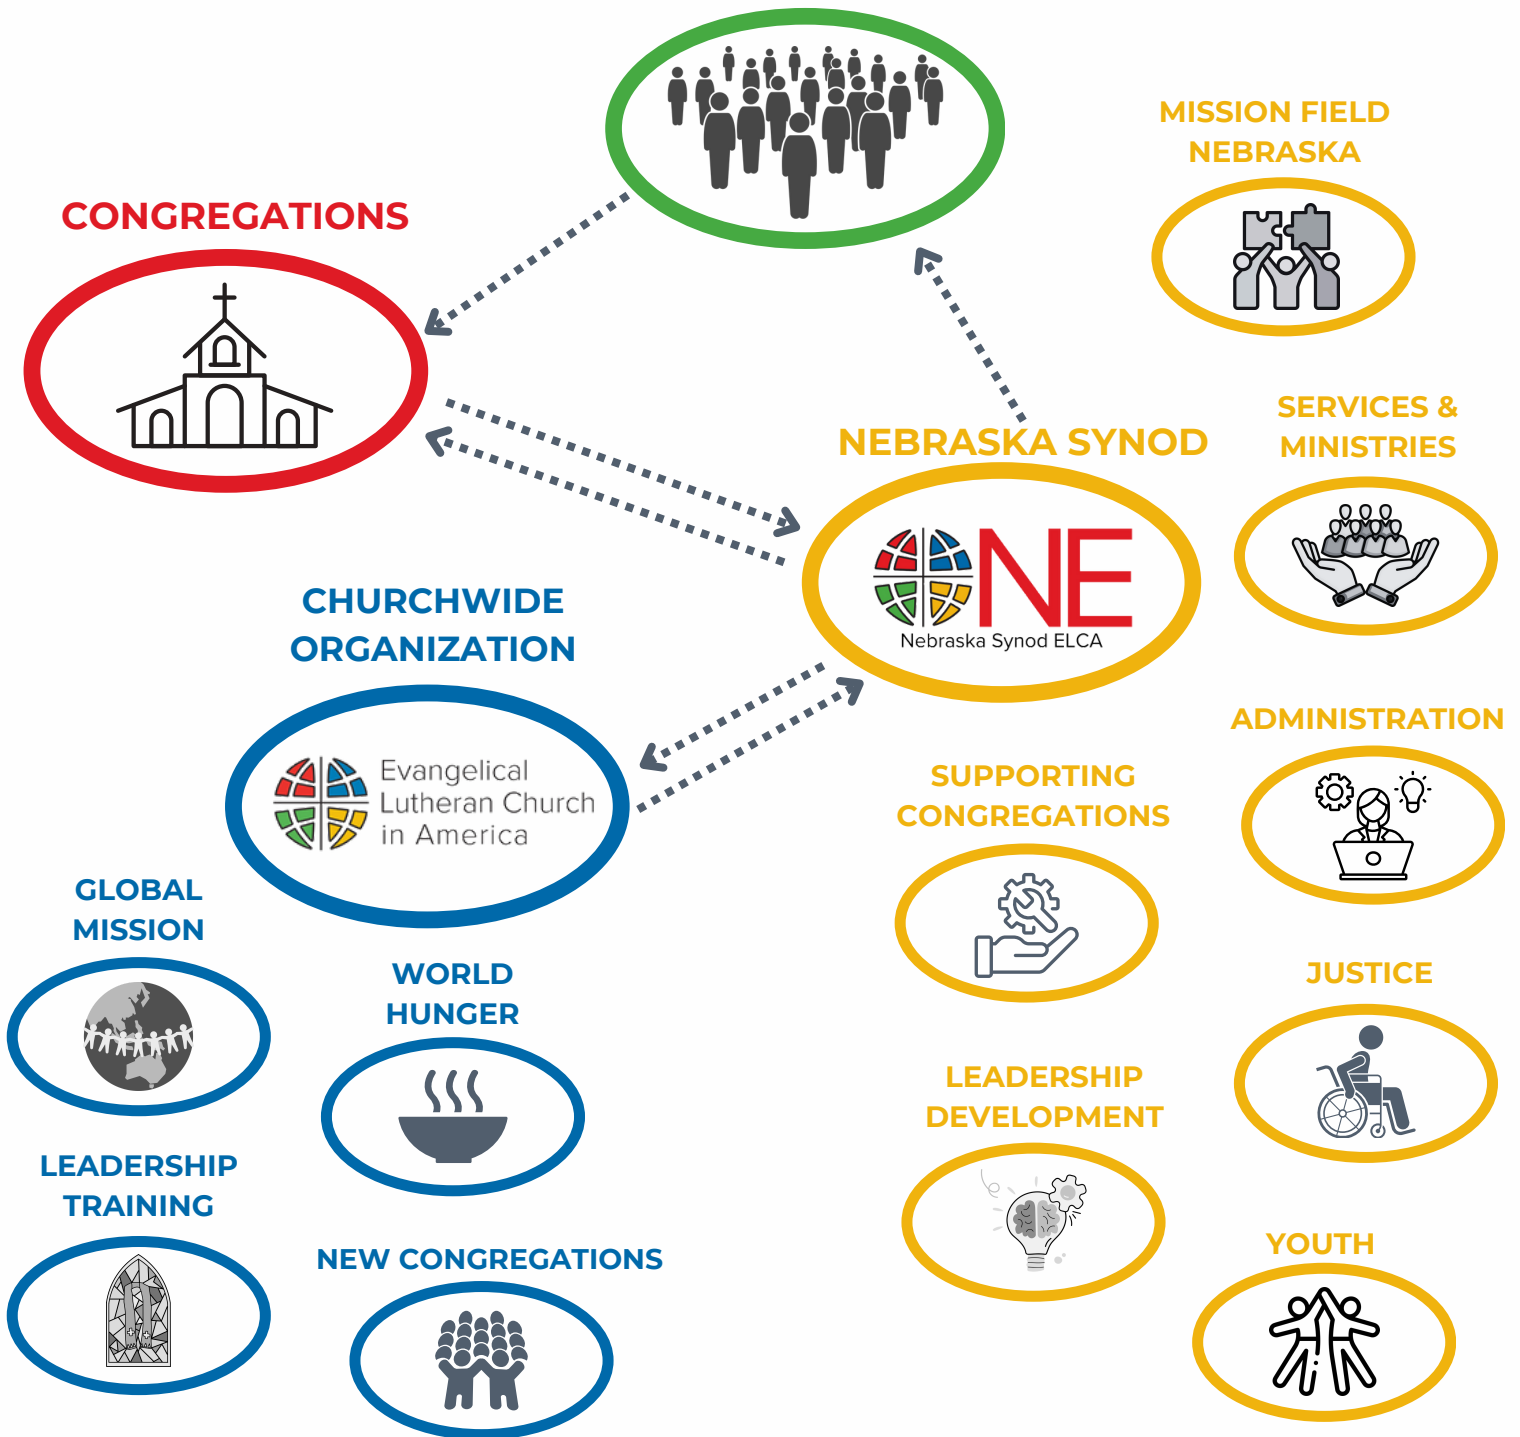 MISSION FIELD
NEBRASKA
CONGREGATIONS
SERVICES &
MINISTRIES
NEBRASKA SYNOD
NE
Nebraska Synod ELCA
CHURCHWIDE
ORGANIZATION
Evangelical
Lutheran Church
in America
ADMINISTRATION
SUPPORTING
CONGREGATIONS
GLOBAL
MISSION
WORLD
HUNGER
JUSTICE
LEADERSHIP
DEVELOPMENT
LEADERSHIP
TRAINING
NEW CONGREGATIONS
YOUTH